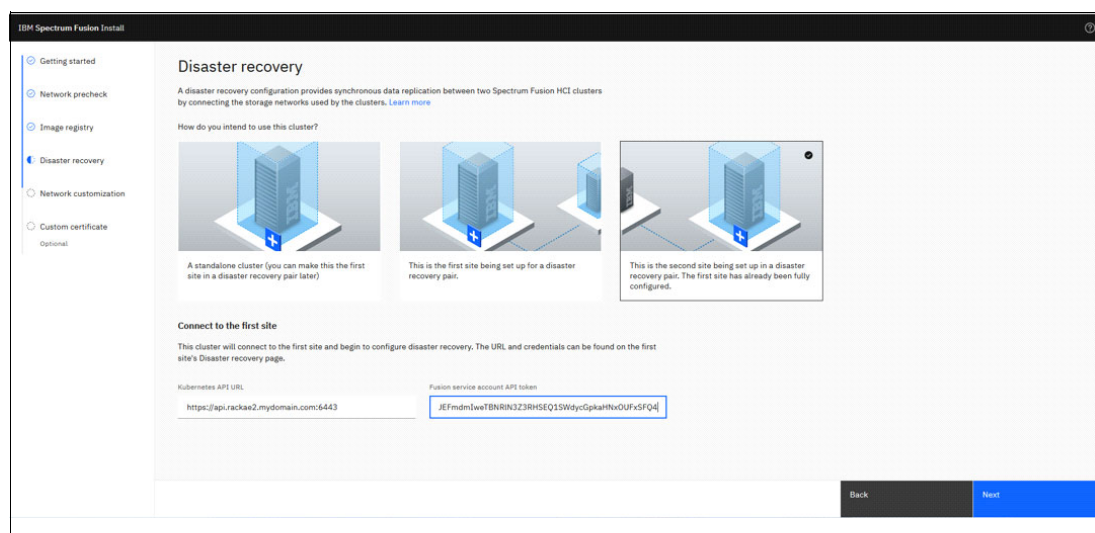 IBM Spectrum Fusion Install
Getting started
Network precheck
Image registry
Disaster recovery
Network customization
Custom certificate
Optional
Disaster recovery
A disaster recovery configuration provides synchronous data replication between two Spectrum Fusion HCI clusters
by connecting the storage networks used by the clusters. Learn more
How do you intend to use this cluster?
IBM
IBM
IBM
A standalone cluster (you can make this the first
site in a disaster recovery pair later)
This is the first site being set up for a disaster
recovery pair.
This is the second site being set up in a disaster
recovery pair. The first site has already been fully
configured.
Connect to the first site
This cluster will connect to the first site and begin to configure disaster recovery. The URL and credentials can be found on the first
site's Disaster recovery page.
Kubernetes API URL
https://api.rackae2.mydomain.com:6443
Fusion service account API token
Back
Next